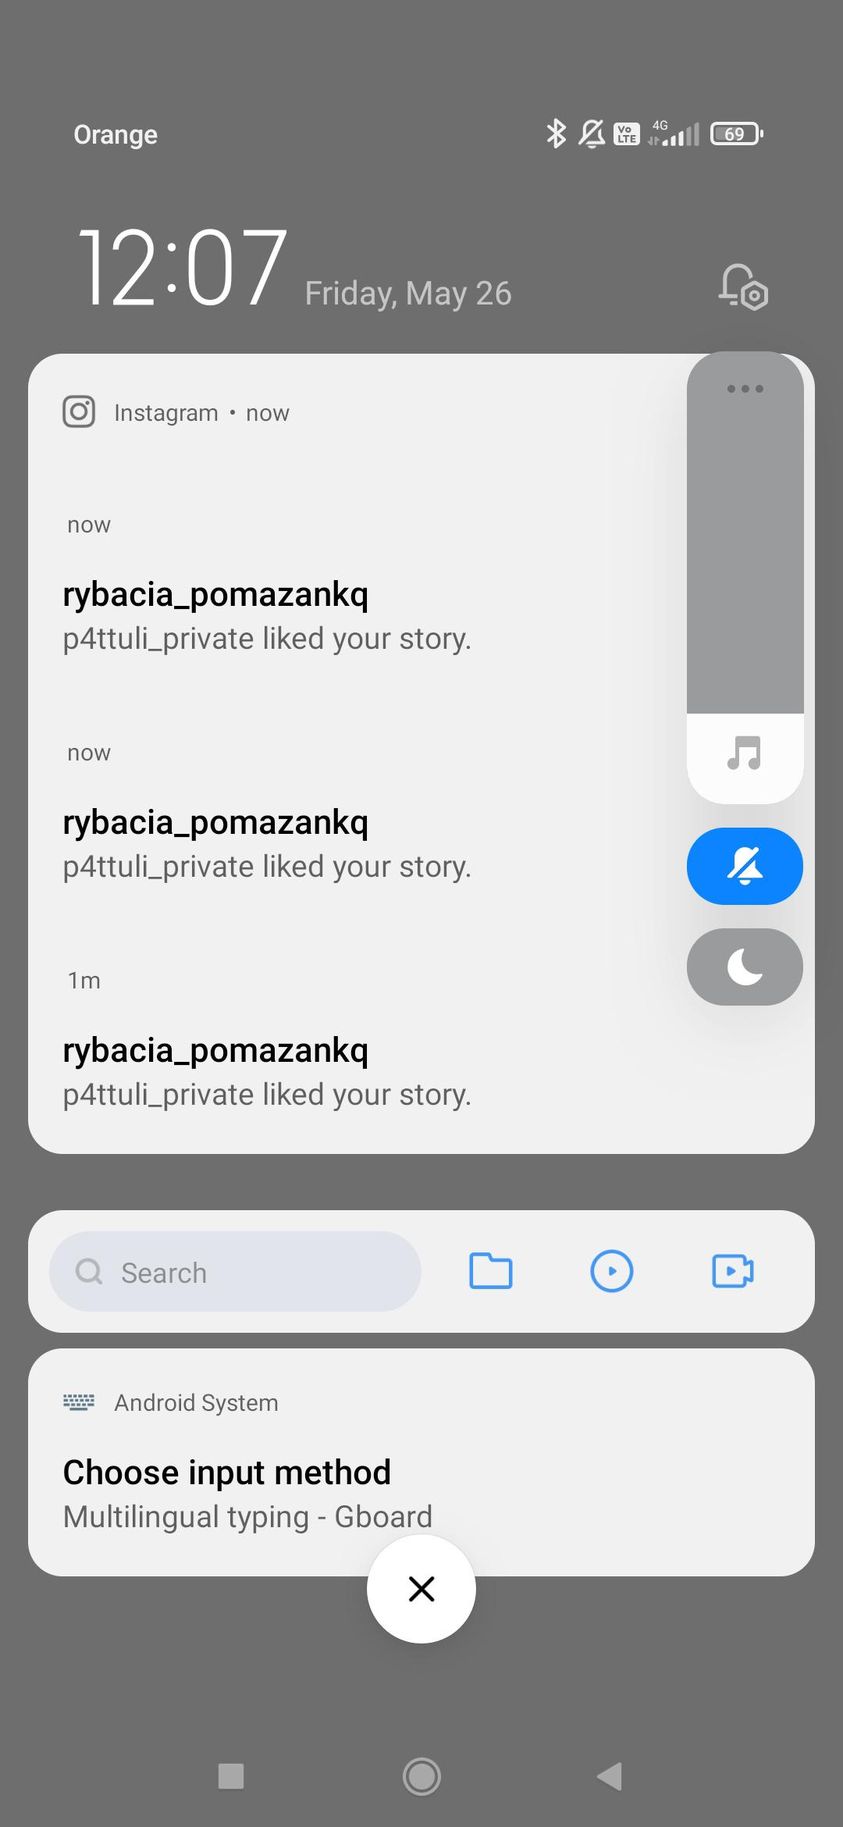 Orange
Vo
LTE
4G
69
12:07
Friday, May 26
Instagram • now
now
rybacia_pomazankq
p4ttuli_private liked your story.
now
rybacia_pomazankq
p4ttuli_private liked your story.
1m
rybacia_pomazankq
p4ttuli_private liked your story.
Search
Android System
Choose input method
Multilingual typing - Gboard